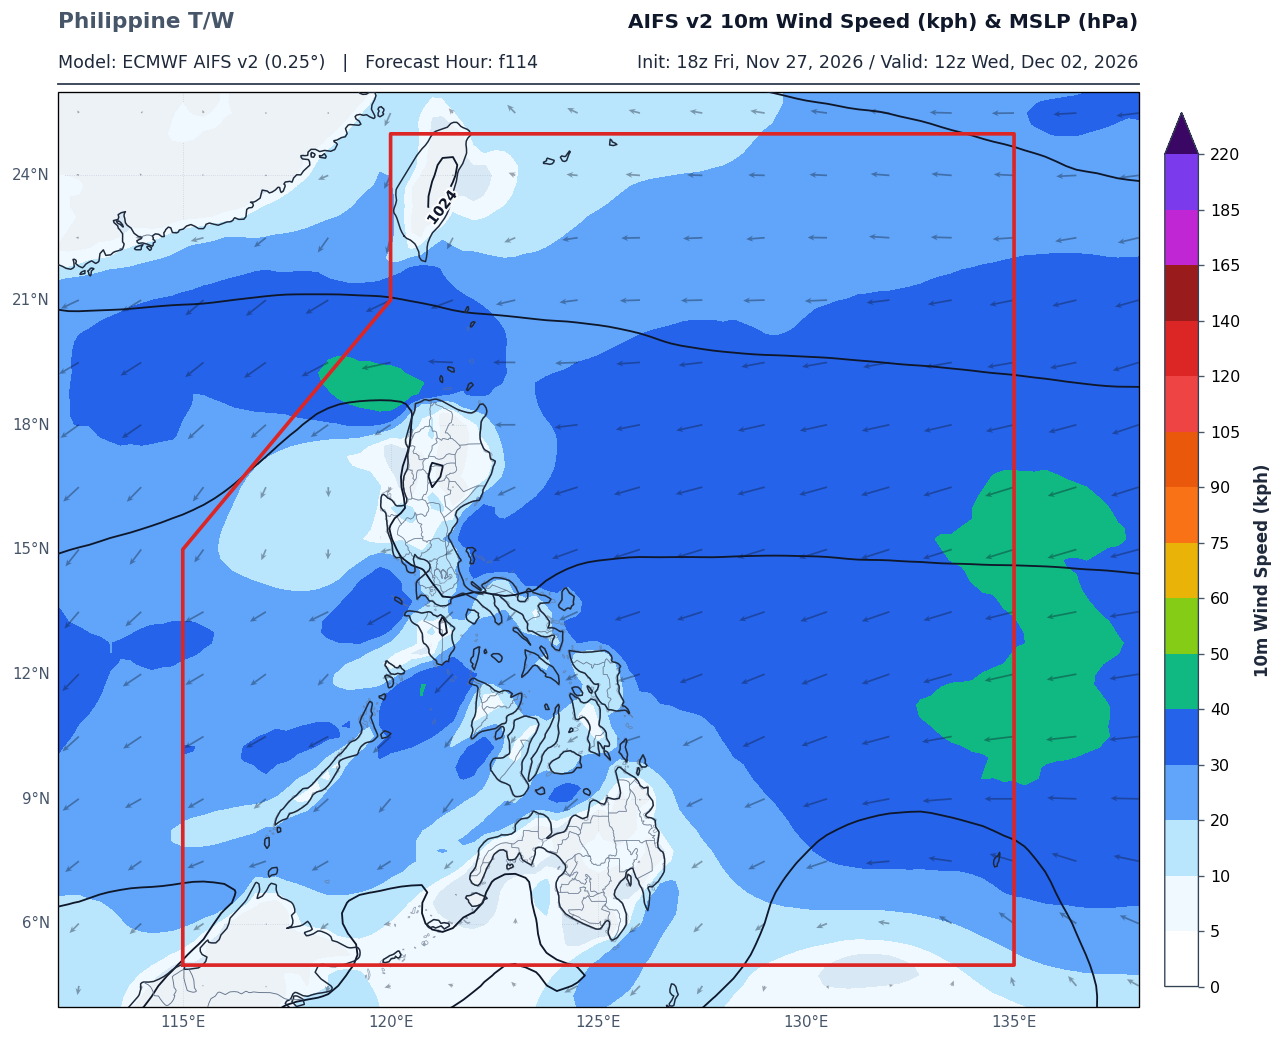 Philippine T/W
AIFS v2 10m Wind Speed (kph) & MSLP (hPa)
Model: ECMWF AIFS v2 (0.25°) | Forecast Hour: f114
Init: 18z Fri, Nov 27, 2026 / Valid: 12z Wed, Dec 02, 2026
24°N
21°N
18°N
15°N
12°N
9°N
6°N
1024
115°E
120°E
125°E
130°E
135°E
220
185
165
140
120
105
90
75
60
50
40
30
20
10
5
0
10m Wind Speed (kph)